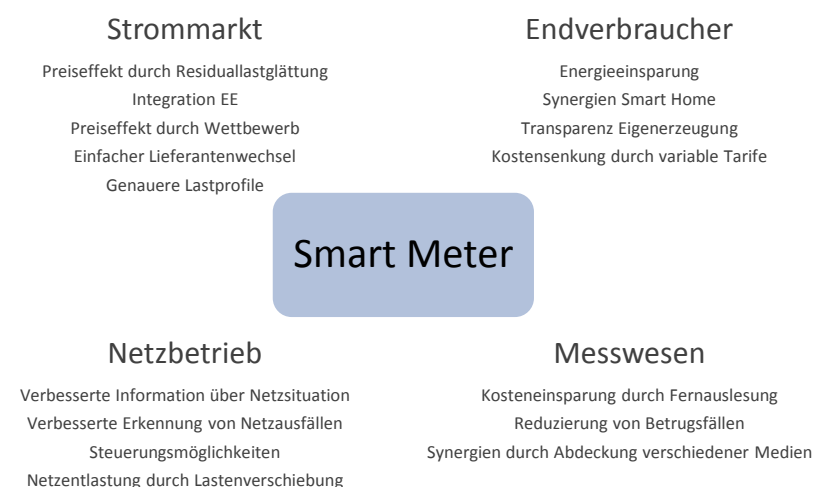 Strommarkt
Preiseffekt durch Residuallastglättung
Integration EE
Preiseffekt durch Wettbewerb
Einfacher Lieferantenwechsel
Genauere Lastprofile
Endverbraucher
Energieeinsparung
Synergien Smart Home
Transparenz Eigenerzeugung
Kostensenkung durch variable Tarife
Smart Meter
Netzbetrieb
Verbesserte Information über Netzsituation
Verbesserte Erkennung von Netzausfällen
Steuerungsmöglichkeiten
Netzentlastung durch Lastenverschiebung
Messwesen
Kosteneinsparung durch Fernauslesung
Reduzierung von Betrugsfällen
Synergien durch Abdeckung verschiedener Medien